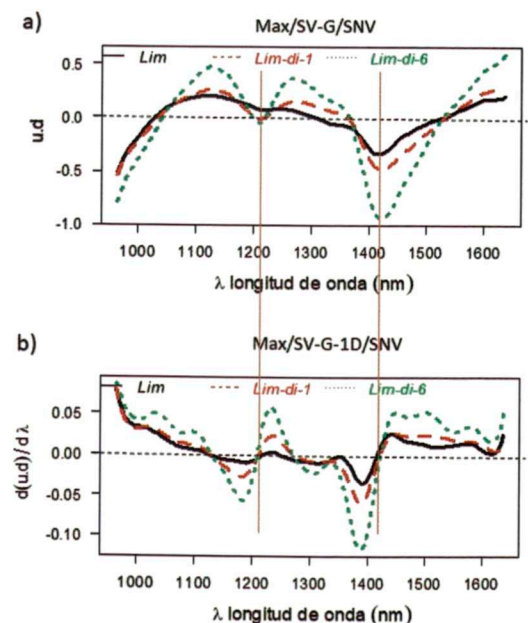 a)
Max/SV-G/SNV
Lim
Lim-di-1
Lim-di-6
u.d
0.5
0.0
-0.5
-1.0
1000 1100 1200 1300 1400 1500 1600
λ longitud de onda (nm)
b)
Max/SV-G-1D/SNV
Lim
Lim-di-1
Lim-di-6
d(u.d)/dλ
0.05
0.00
-0.05
-0.10
1000 1100 1200 1300 1400 1500 1600
λ longitud de onda (nm)